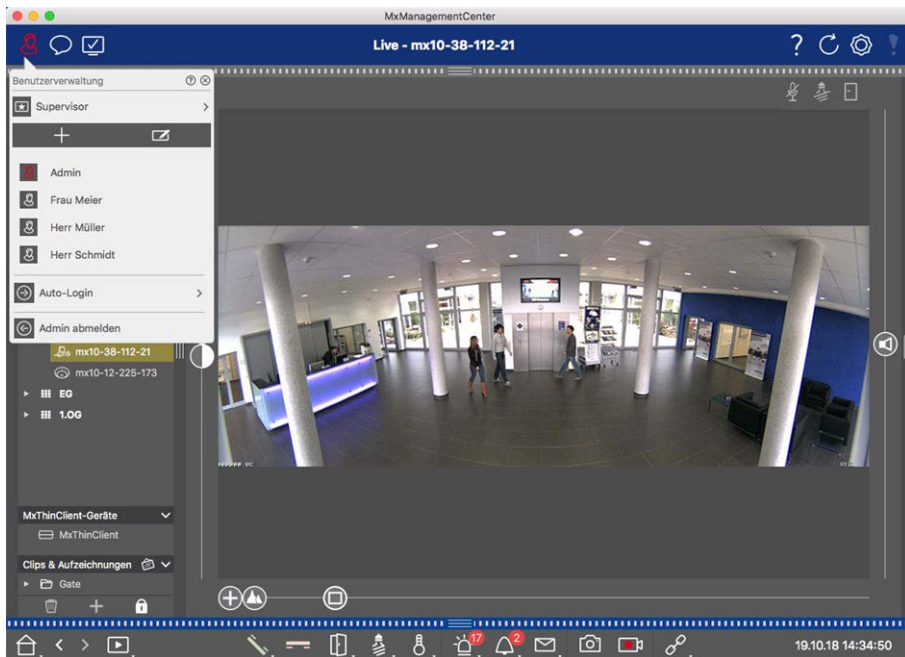 MxManagementCenter
Live - mx10-38-112-21
Benutzerverwaltung
Supervisor
Admin
Frau Meier
Herr Müller
Herr Schmidt
Auto-Login
Admin abmelden
mx10-38-112-21
mx10-12-225-173
EG
1.OG
MxThinClient-Geräte
MxThinClient
Clips & Aufzeichnungen
Gate
17
2
19.10.18 14:34:50